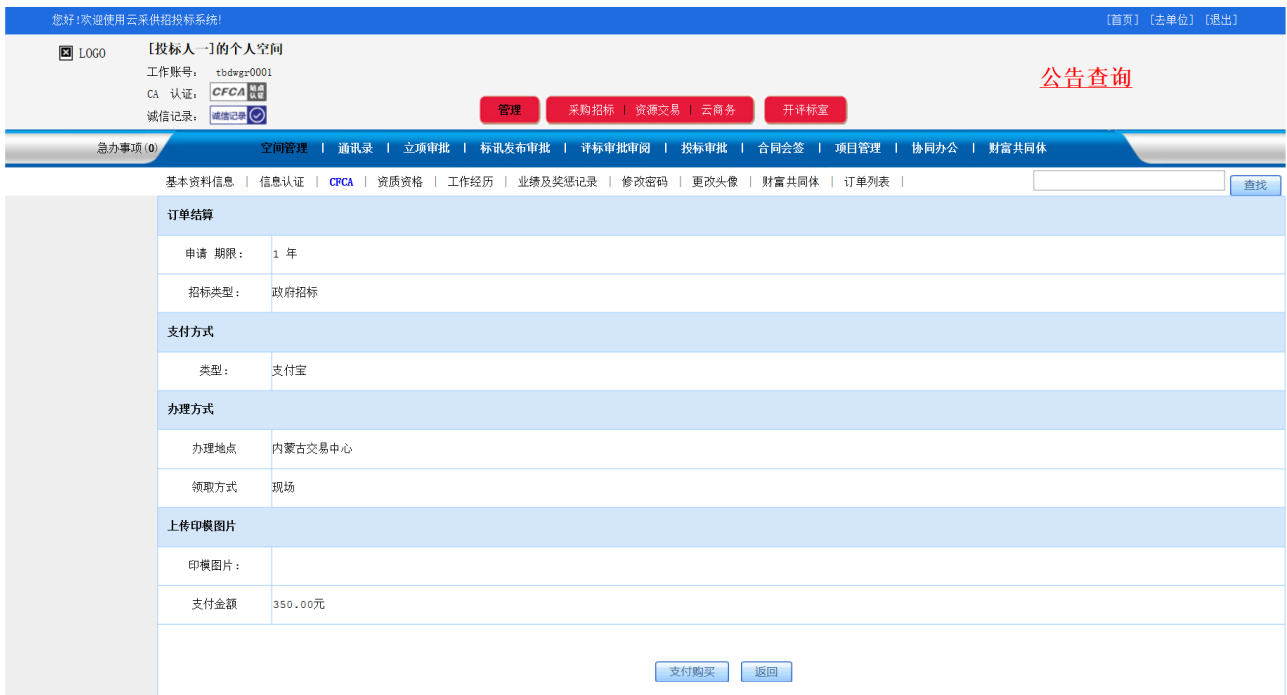 您好!欢迎使用云采供招投标系统!
[首页] [去单位] [退出]
LOGO
[投标人一]的个人空间
工作账号: tbdwgr0001
CA 认证: CFCA 站点认证
诚信记录: 诚信记录
公告查询
管理 采购招标 | 资源交易 | 云商务 开评标室
急办事项(0) 空间管理 | 通讯录 | 立项审批 | 标讯发布审批 | 评标审批审阅 | 投标审批 | 合同会签 | 项目管理 | 协同办公 | 财富共同体
基本资料信息 | 信息认证 | CFCA | 资质资格 | 工作经历 | 业绩及奖惩记录 | 修改密码 | 更改头像 | 财富共同体 | 订单列表 | 查找
订单结算
申请 期限: 1 年
招标类型: 政府招标
支付方式
类型: 支付宝
办理方式
办理地点 内蒙古交易中心
领取方式 现场
上传印模图片
印模图片:
支付金额 350.00元
支付购买 返回